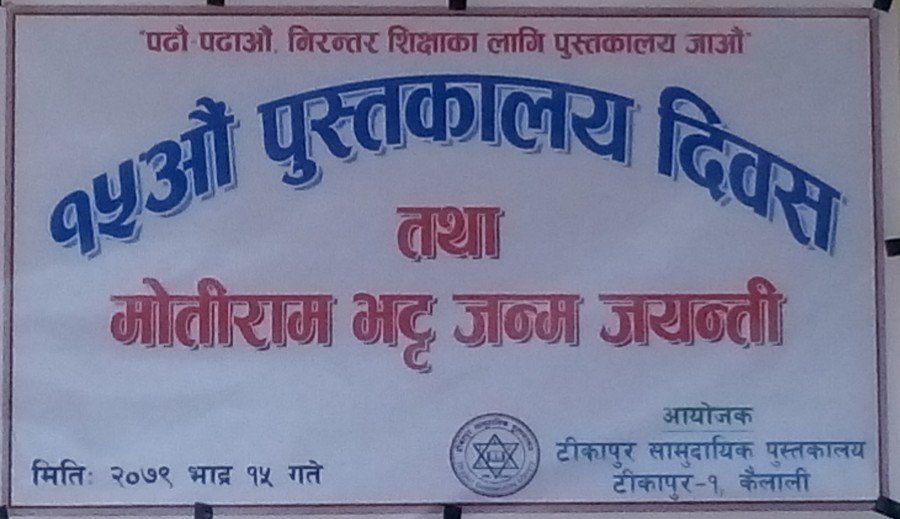 "पढौ-पढाऔं, निरन्तर शिक्षाका लागि पुस्तकालय जाऔं"
१५औं पुस्तकालय दिवस
तथा
मोतीराम भट्ट जन्म जयन्ती
आयोजक
टीकापुर सामुदायिक पुस्तकालय
टीकापुर-१, कैलाली
मितिः २०७९ भाद्र १५ गते